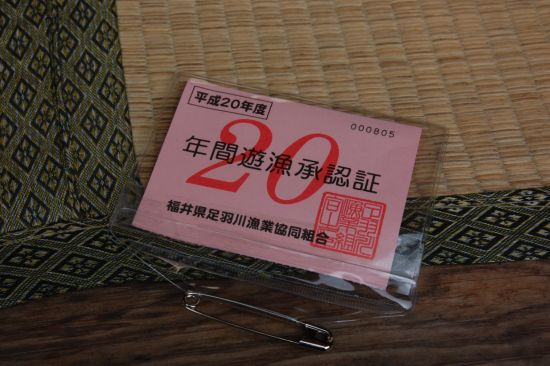 平成20年度
000805
20
年間遊漁承認証
福井県足羽川漁業協同組合